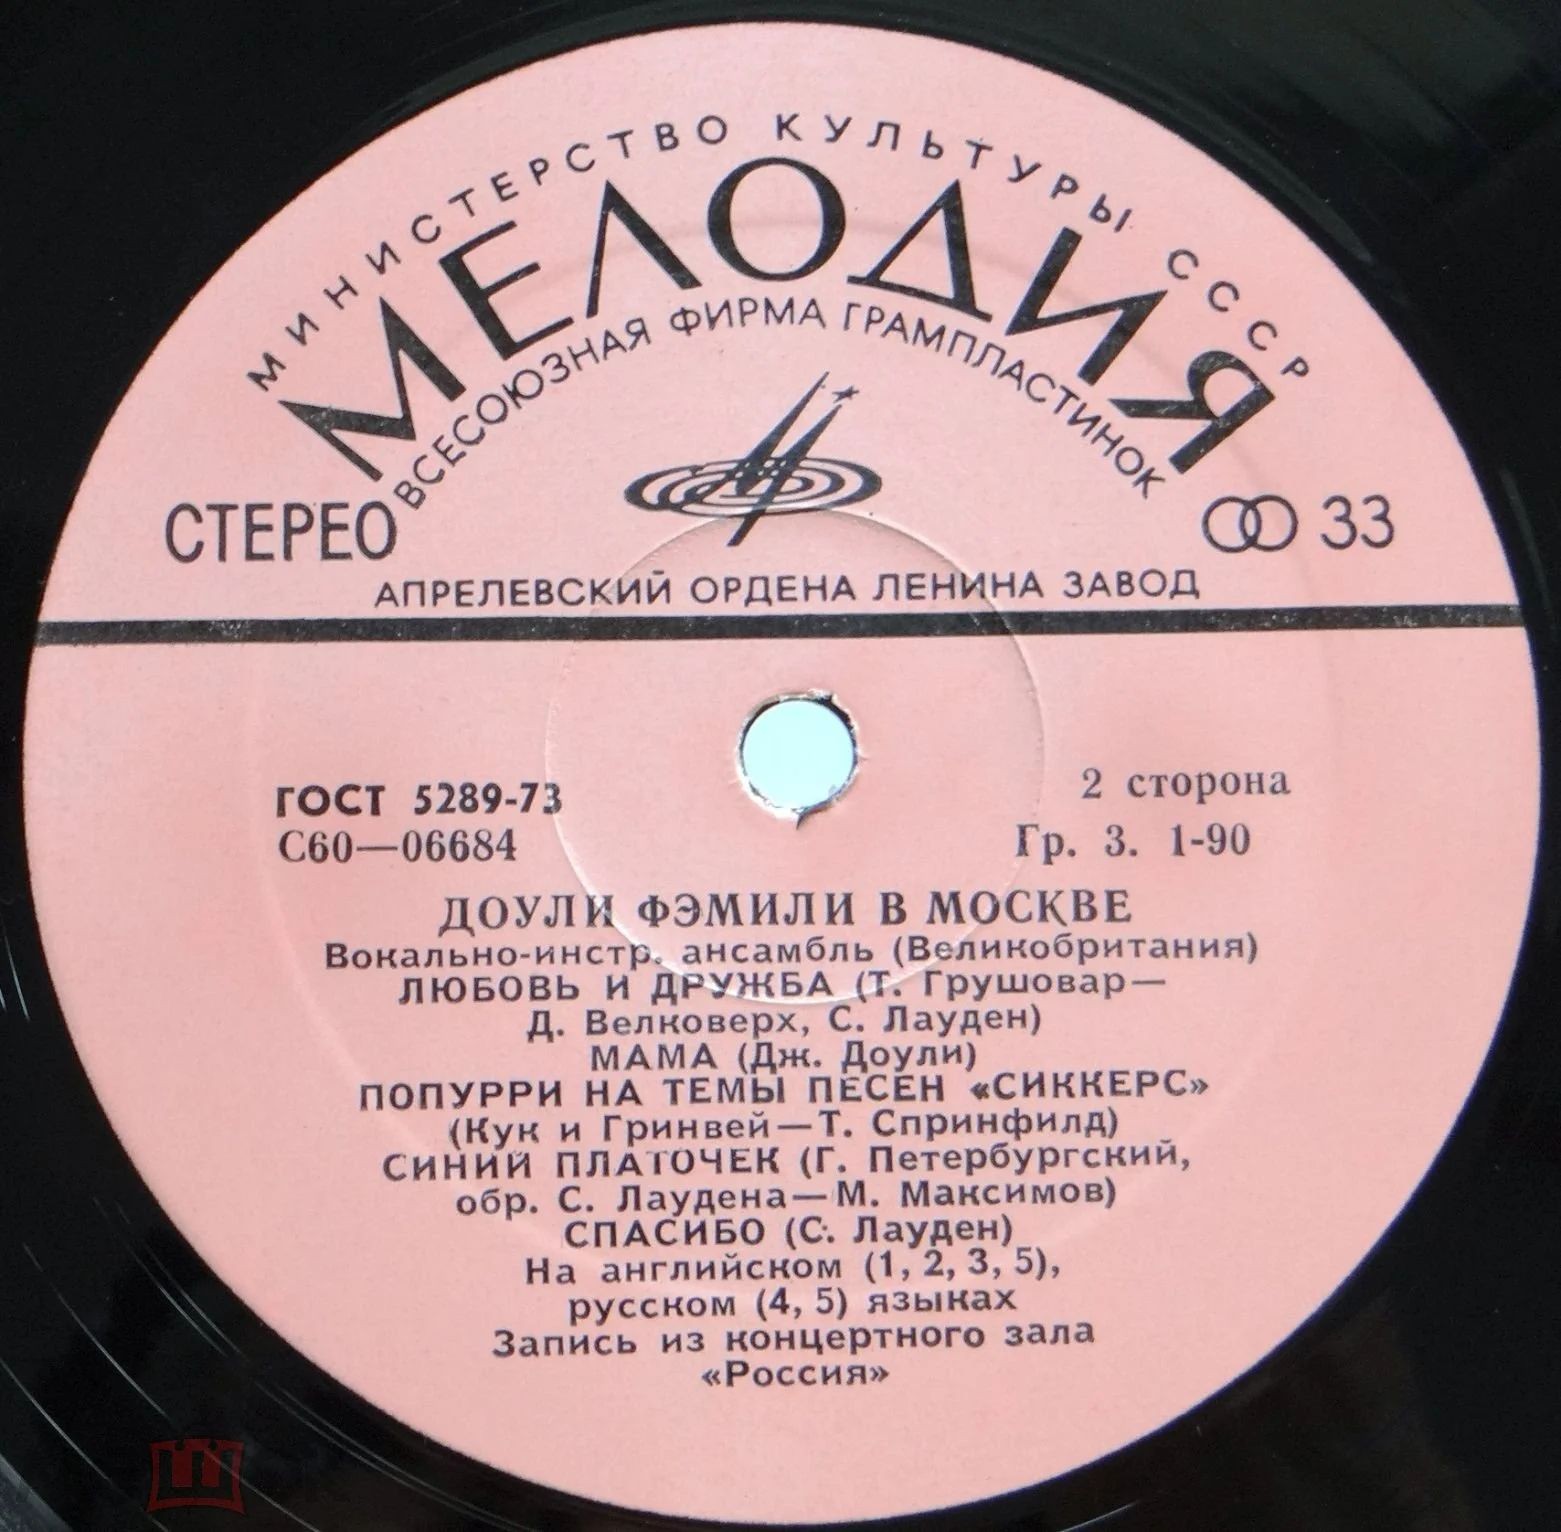 МИНИСТЕРСТВО КУЛЬТУРЫ СССР
МЕЛОДИЯ
ВСЕСОЮЗНАЯ ФИРМА ГРАМПЛАСТИНОК
СТЕРЕО
33
АПРЕЛЕВСКИЙ ОРДЕНА ЛЕНИНА ЗАВОД
ГОСТ 5289-73
2 сторона
С60—06684
Гр. 3. 1-90
ДОУЛИ ФЭМИЛИ В МОСКВЕ
Вокально-инстр. ансамбль (Великобритания)
ЛЮБОВЬ И ДРУЖБА (Т. Грушовар—
Д. Велковерх, С. Лауден)
МАМА (Дж. Доули)
ПОПУРРИ НА ТЕМЫ ПЕСЕН «СИККЕРС»
(Кук и Гринвей—Т. Спринфилд)
СИНИЙ ПЛАТОЧЕК (Г. Петербургский,
обр. С. Лаудена—М. Максимов)
СПАСИБО (С. Лауден)
На английском (1, 2, 3, 5),
русском (4, 5) языках
Запись из концертного зала
«Россия»